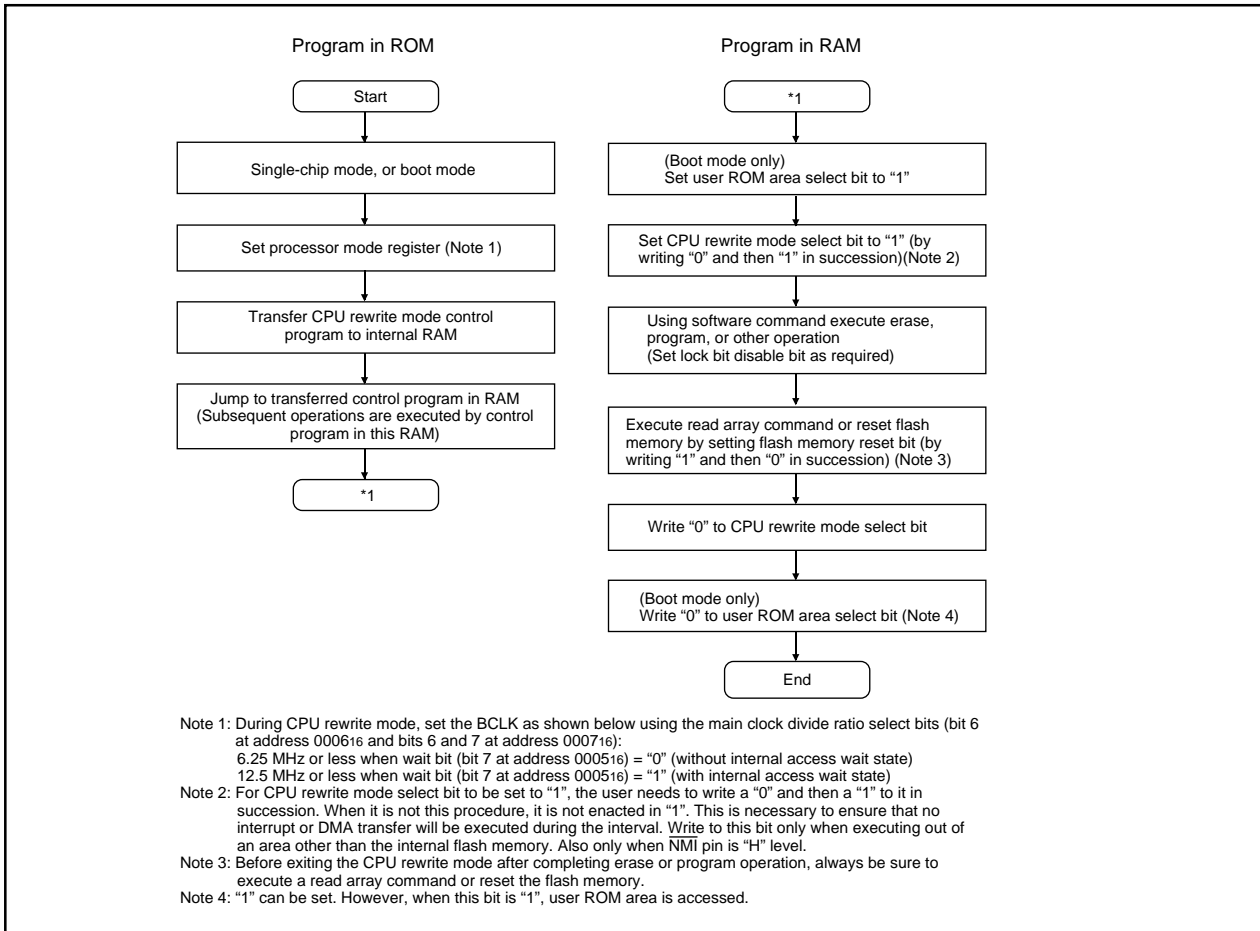 Program in ROM
Start
Single-chip mode, or boot mode
Set processor mode register (Note 1)
Transfer CPU rewrite mode control
program to internal RAM
Jump to transferred control program in RAM
(Subsequent operations are executed by control
program in this RAM)
*1
Program in RAM
*1
(Boot mode only)
Set user ROM area select bit to “1”
Set CPU rewrite mode select bit to “1” (by
writing “0” and then “1” in succession)(Note 2)
Using software command execute erase,
program, or other operation
(Set lock bit disable bit as required)
Execute read array command or reset flash
memory by setting flash memory reset bit (by
writing “1” and then “0” in succession) (Note 3)
Write “0” to CPU rewrite mode select bit
(Boot mode only)
Write “0” to user ROM area select bit (Note 4)
End
Note 1: During CPU rewrite mode, set the BCLK as shown below using the main clock divide ratio select bits (bit 6
at address 000616 and bits 6 and 7 at address 000716):
6.25 MHz or less when wait bit (bit 7 at address 000516) = “0” (without internal access wait state)
12.5 MHz or less when wait bit (bit 7 at address 000516) = “1” (with internal access wait state)
Note 2: For CPU rewrite mode select bit to be set to “1”, the user needs to write a “0” and then a “1” to it in
succession. When it is not this procedure, it is not enacted in “1”. This is necessary to ensure that no
interrupt or DMA transfer will be executed during the interval. Write to this bit only when executing out of
an area other than the internal flash memory. Also only when NMI pin is “H” level.
Note 3: Before exiting the CPU rewrite mode after completing erase or program operation, always be sure to
execute a read array command or reset the flash memory.
Note 4: “1” can be set. However, when this bit is “1”, user ROM area is accessed.